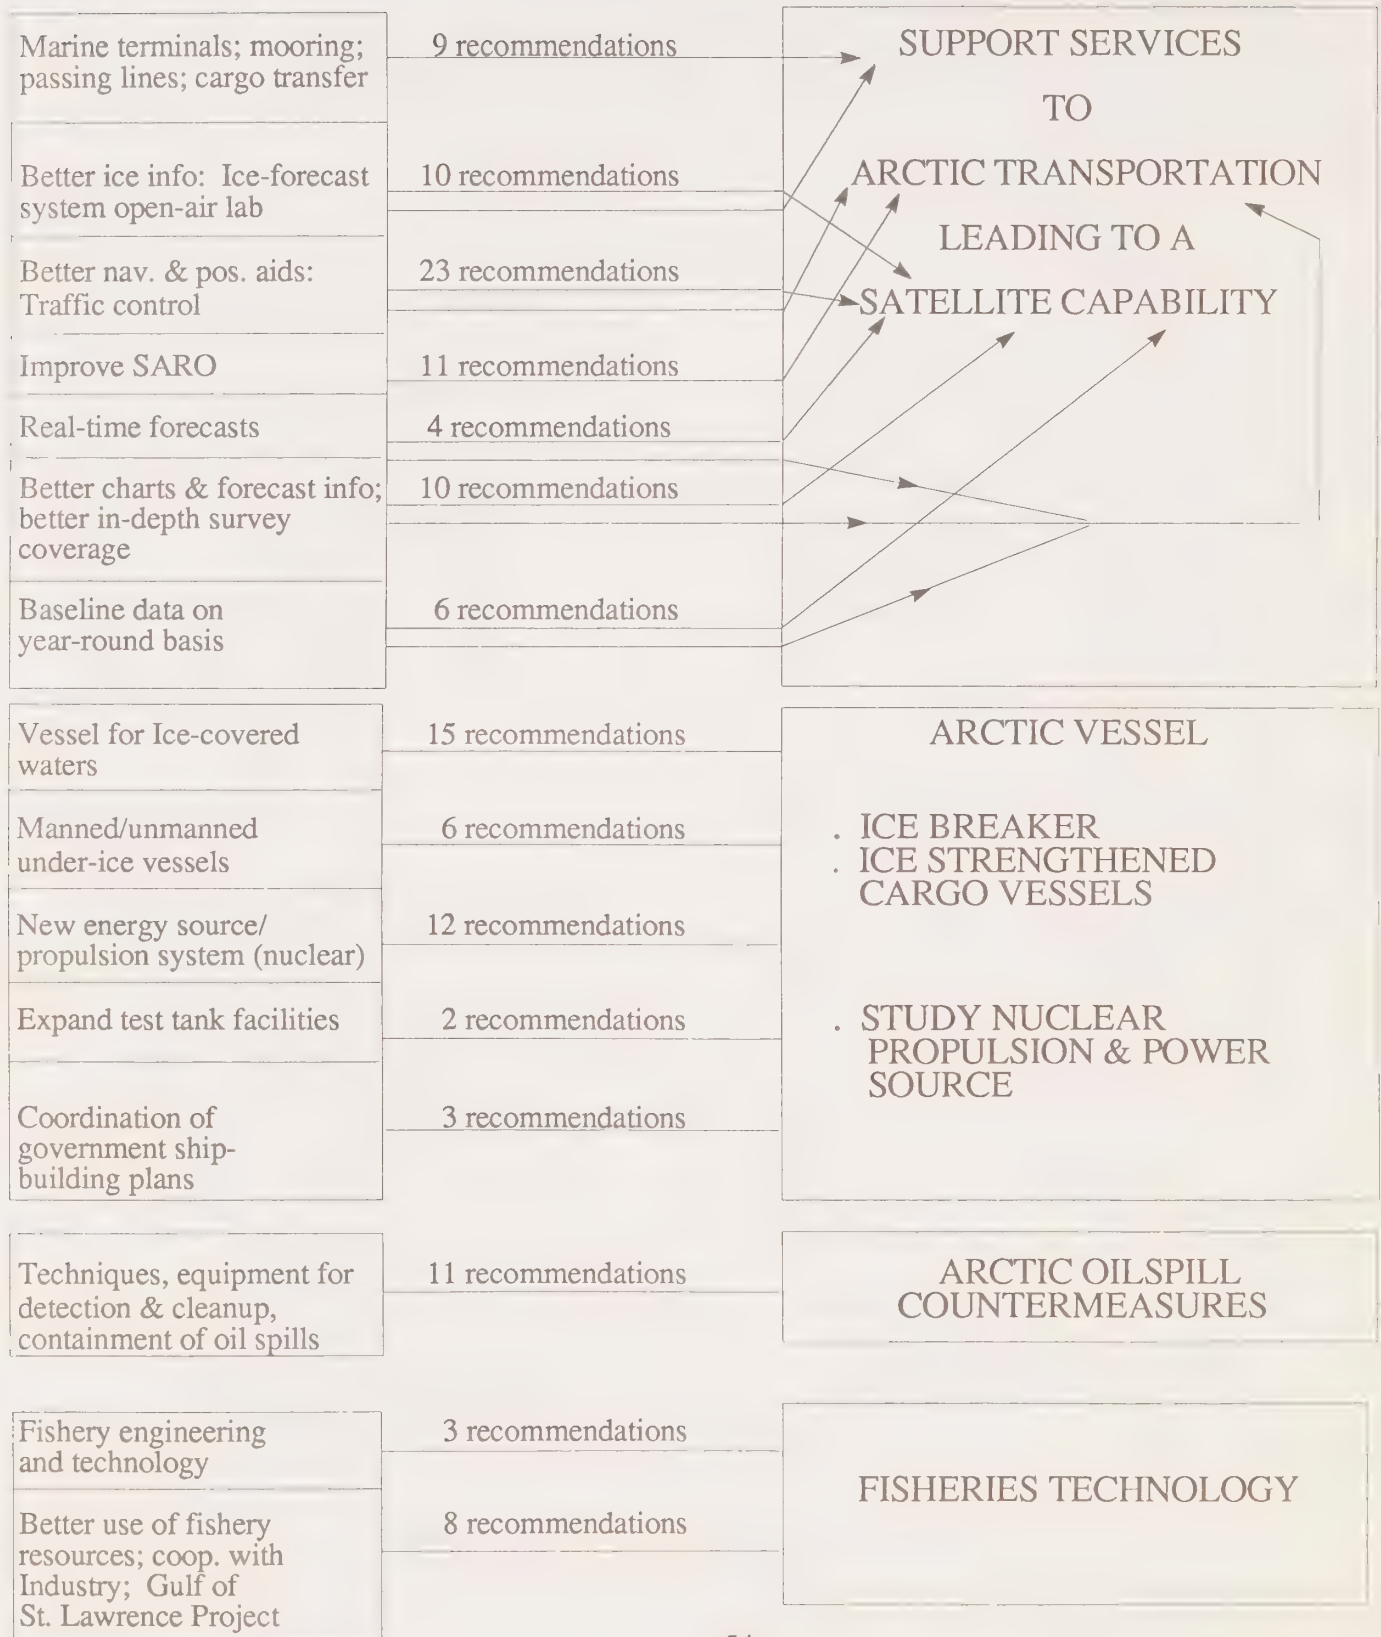 Marine terminals; mooring;
passing lines; cargo transfer
9 recommendations
Better ice info: Ice-forecast
system open-air lab
10 recommendations
Better nav. & pos. aids:
Traffic control
23 recommendations
Improve SARO
11 recommendations
Real-time forecasts
4 recommendations
Better charts & forecast info;
better in-depth survey
coverage
10 recommendations
Baseline data on
year-round basis
6 recommendations
SUPPORT SERVICES
TO
ARCTIC TRANSPORTATION
LEADING TO A
SATELLITE CAPABILITY
Vessel for Ice-covered
waters
15 recommendations
Manned/unmanned
under-ice vessels
6 recommendations
New energy source/
propulsion system (nuclear)
12 recommendations
Expand test tank facilities
2 recommendations
Coordination of
government ship-
building plans
3 recommendations
ARCTIC VESSEL
. ICE BREAKER
. ICE STRENGTHENED
CARGO VESSELS
. STUDY NUCLEAR
PROPULSION & POWER
SOURCE
Techniques, equipment for
detection & cleanup,
containment of oil spills
11 recommendations
ARCTIC OILSPILL
COUNTERMEASURES
Fishery engineering
and technology
3 recommendations
Better use of fishery
resources; coop. with
Industry; Gulf of
St. Lawrence Project
8 recommendations
FISHERIES TECHNOLOGY